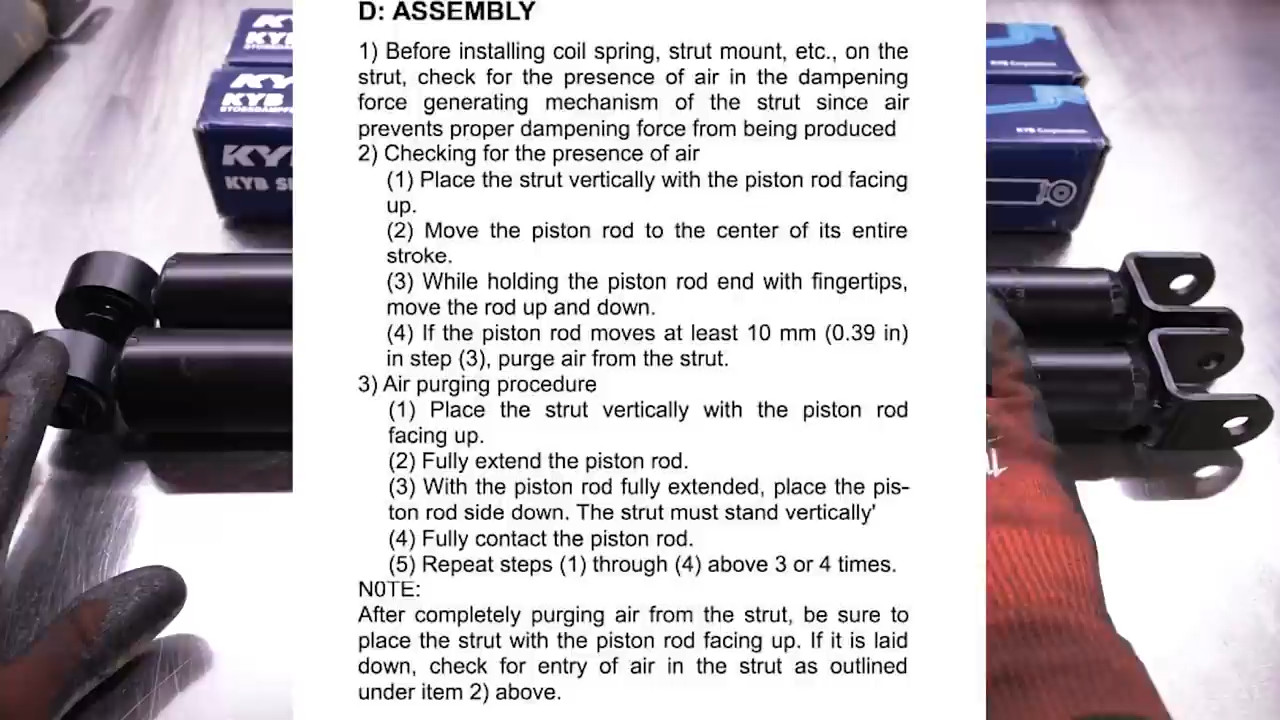 D: ASSEMBLY
1) Before installing coil spring, strut mount, etc., on the
strut, check for the presence of air in the dampening
force generating mechanism of the strut since air
prevents proper dampening force from being produced
2) Checking for the presence of air
(1) Place the strut vertically with the piston rod facing
up.
(2) Move the piston rod to the center of its entire
stroke.
(3) While holding the piston rod end with fingertips,
move the rod up and down.
(4) If the piston rod moves at least 10 mm (0.39 in)
in step (3), purge air from the strut.
3) Air purging procedure
(1) Place the strut vertically with the piston rod
facing up.
(2) Fully extend the piston rod.
(3) With the piston rod fully extended, place the pis-
ton rod side down. The strut must stand vertically'
(4) Fully contact the piston rod.
(5) Repeat steps (1) through (4) above 3 or 4 times.
N0TE:
After completely purging air from the strut, be sure to
place the strut with the piston rod facing up. If it is laid
down, check for entry of air in the strut as outlined
under item 2) above.
KYB
KYB
KYB Corporation
KYB Corporation